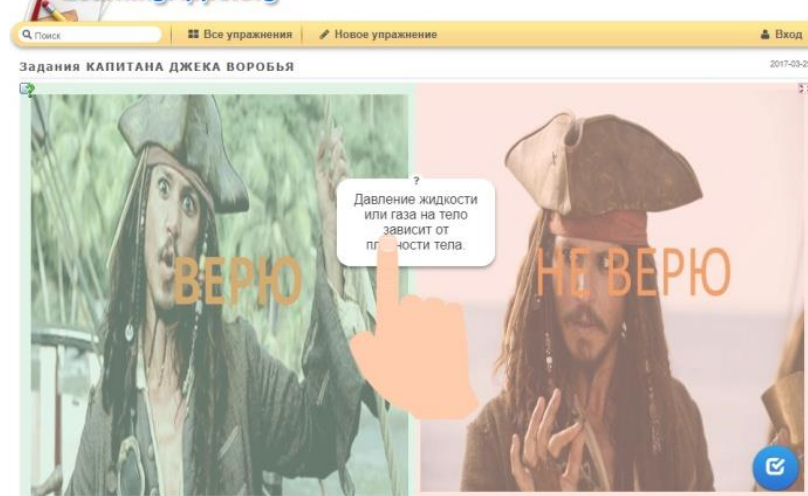 Поиск
Все упражнения
Новое упражнение
Вход
Задания КАПИТАНА ДЖЕКА ВОРОБЬЯ
?
Давление жидкости
или газа на тело
зависит от
тела.
ВЕРЮ
НЕ ВЕРЮ